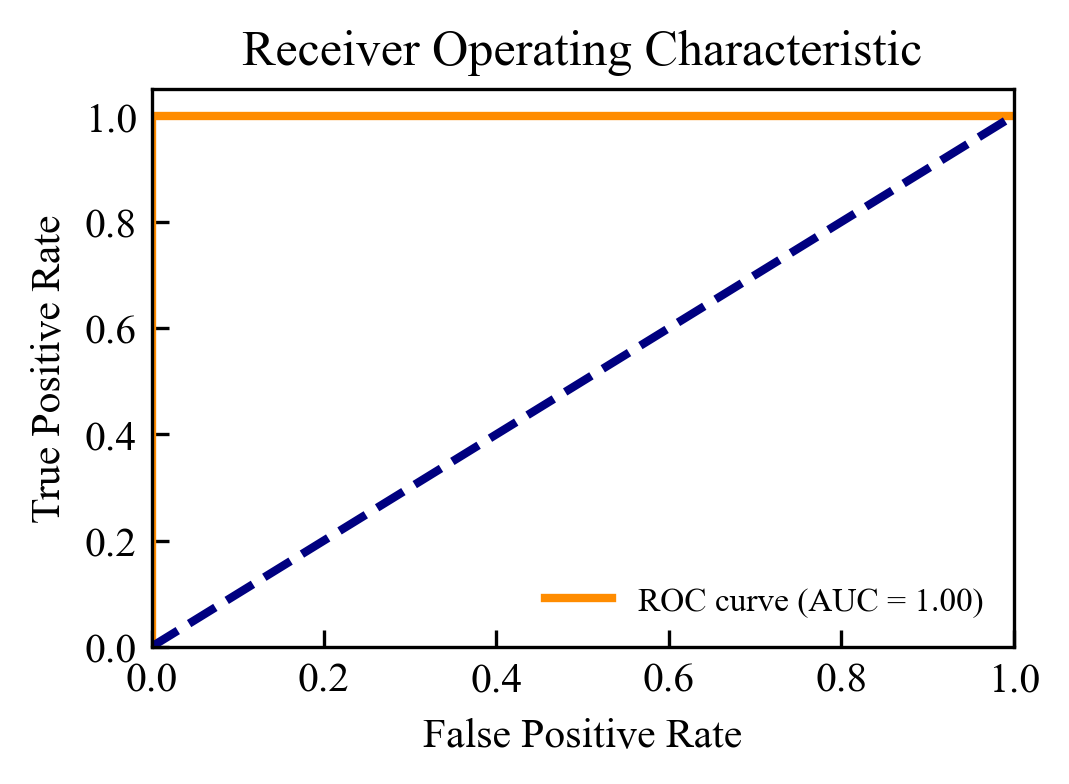 Receiver Operating Characteristic
True Positive Rate
1.0
0.8
0.6
0.4
0.2
0.0
ROC curve (AUC = 1.00)
0.0 0.2 0.4 0.6 0.8 1.0
False Positive Rate